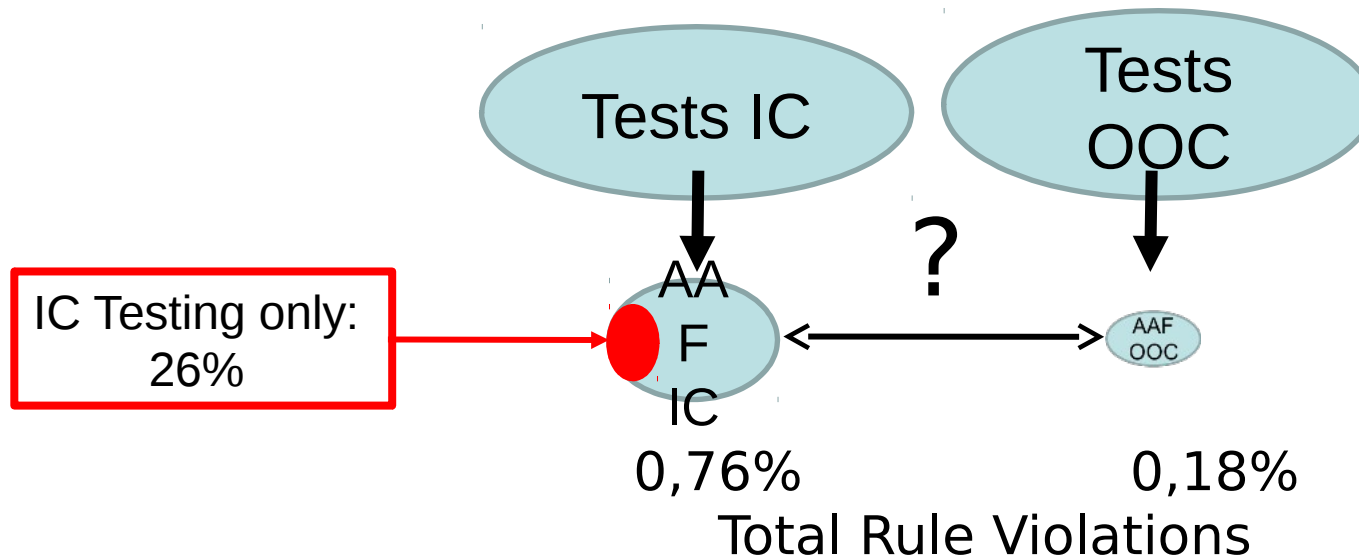 Tests IC
Tests
OOC
?
IC Testing only:
26%
AA
F
IC
AAF
OOC
0,76%
0,18%
Total Rule Violations